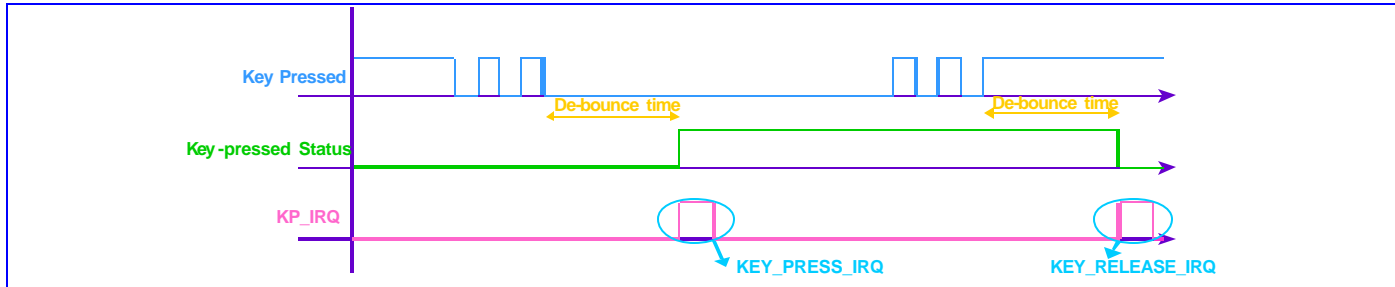 Key Pressed
De-bounce time
De-bounce time
Key-pressed Status
KP_IRQ
KEY_PRESS_IRQ
KEY_RELEASE_IRQ